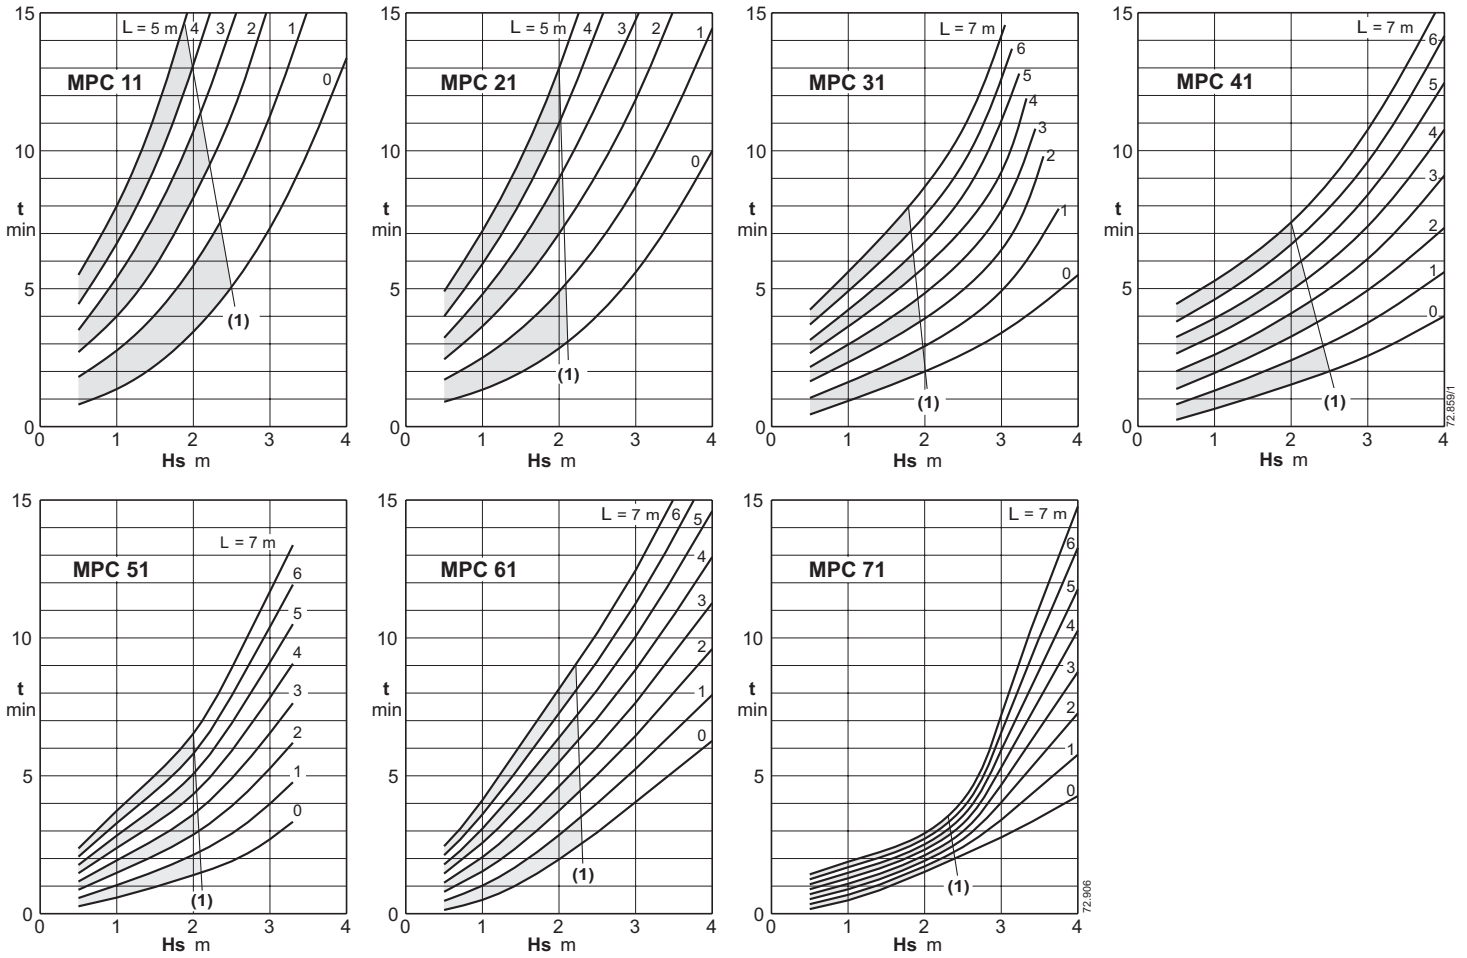 15
L = 5 m 4 3 2 1
0
MPC 11
10
t
min
5
(1)
0
0 1 2 3 4
Hs m
15
L = 5 m 4 3 2 1
MPC 21
10
0
t
min
5
(1)
0
0 1 2 3 4
Hs m
15
L = 7 m
6
5
4
3
2
1
0
MPC 31
10
t
min
5
(1)
0
0 1 2 3 4
Hs m
15
L = 7 m
6
5
4
3
2
1
0
MPC 41
10
t
min
5
(1)
0
0 1 2 3 4
Hs m
72.859/1
15
L = 7 m
6
5
4
3
2
1
0
MPC 51
10
t
min
5
(1)
0
0 1 2 3 4
Hs m
15
L = 7 m 6 5
4
3
2
1
0
MPC 61
10
t
min
5
(1)
0
0 1 2 3 4
Hs m
15
L = 7 m
6
5
4
3
2
1
0
MPC 71
10
t
min
5
(1)
0
0 1 2 3 4
Hs m
72.906